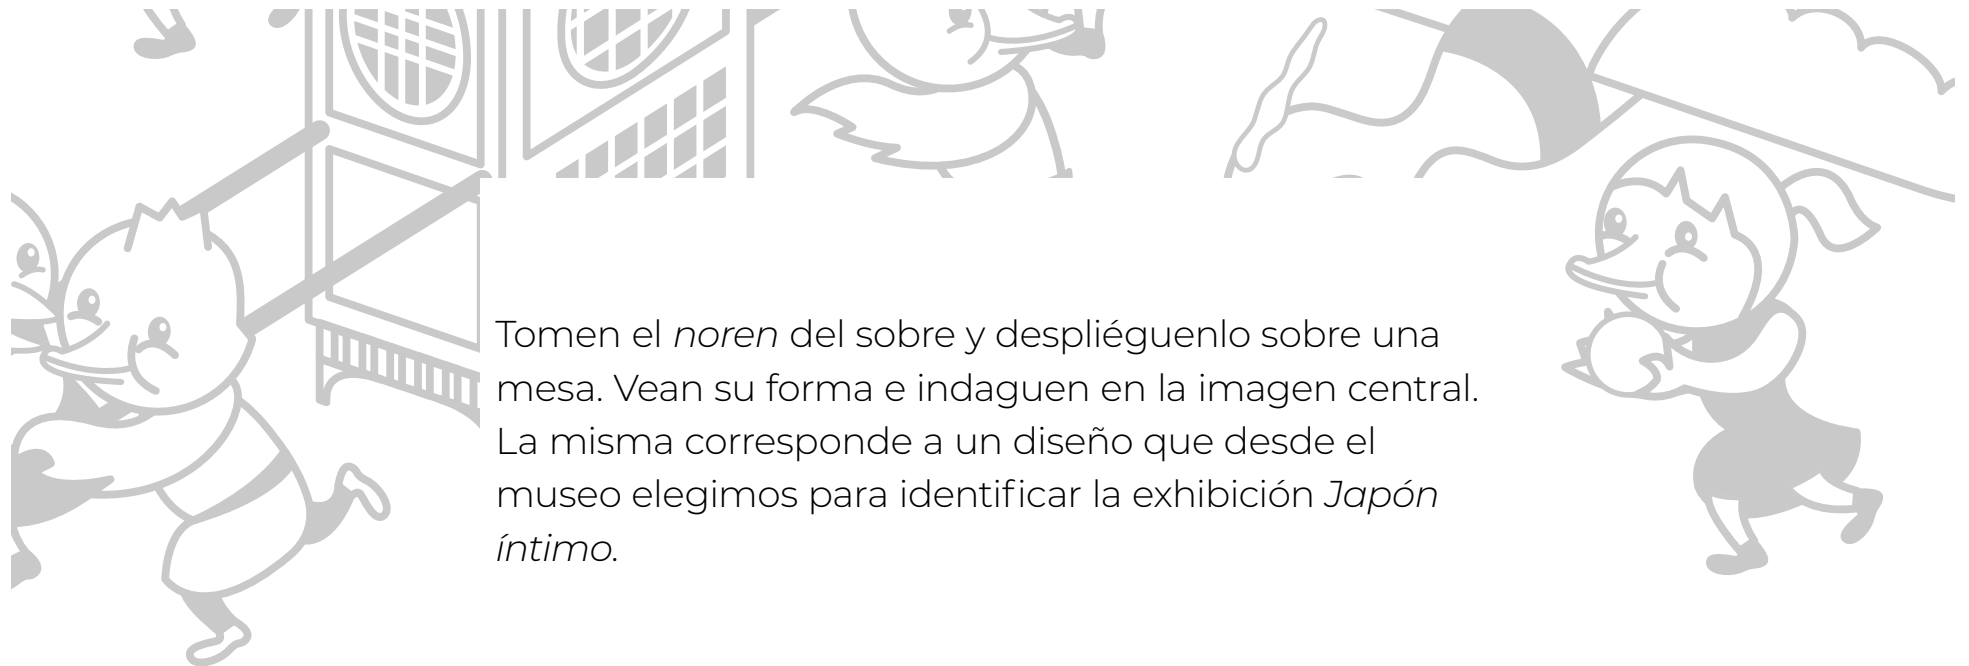 Tomen el noren del sobre y despliéguenlo sobre una
mesa. Vean su forma e indaguen en la imagen central.
La misma corresponde a un diseño que desde el
museo elegimos para identificar la exhibición Japón
íntimo.